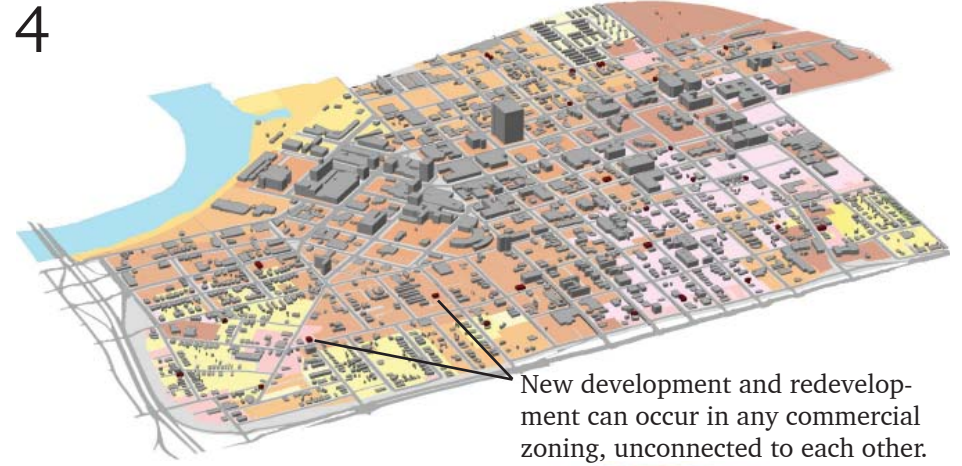 4
New development and redevelop-
ment can occur in any commercial
zoning, unconnected to each other.